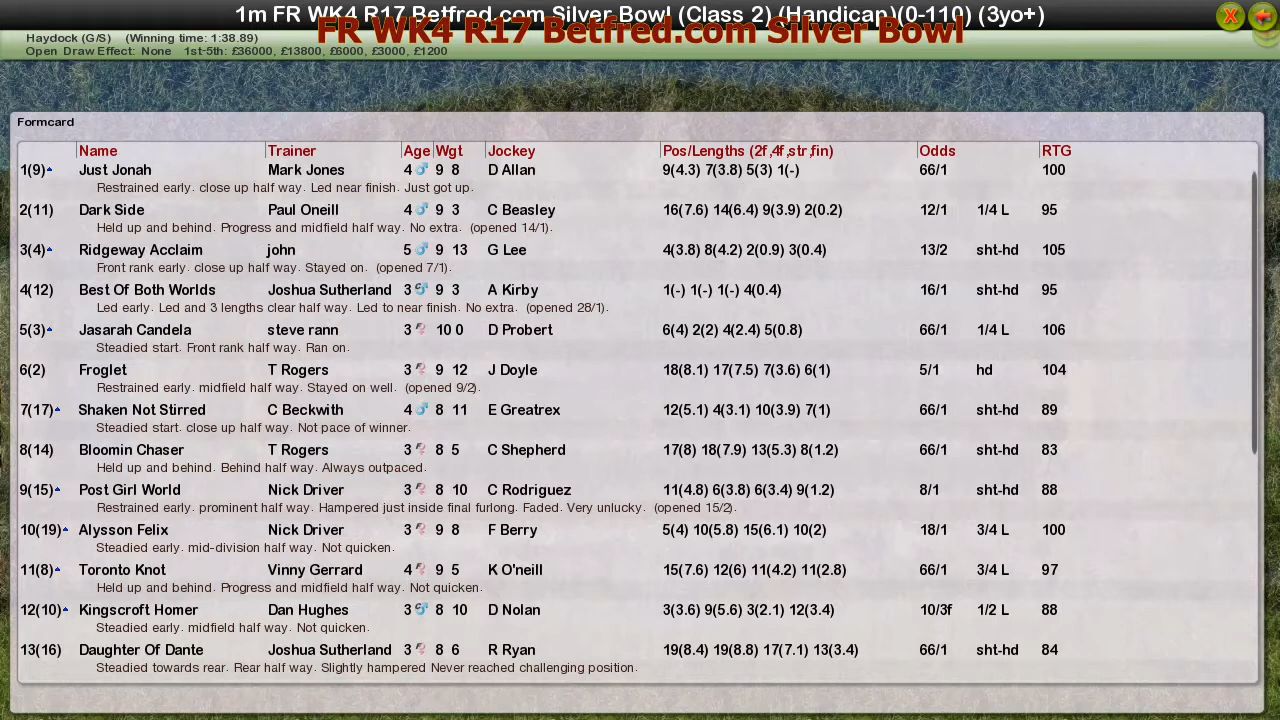 1m FR WK4 R17 Betfred.com Silver Bowl (Class 2) (Handicap)(0-110) (3yo+)
FR WK4 R17 Betfred.com Silver Bowl
Haydock (G/S) (Winning time: 1:38.89)
Open Draw Effect: None 1st-5th: £36000, £13800, £6000, £3000, £1200
Formcard
Name Trainer Age Wgt Jockey Pos/Lengths (2f,4f,str,fin) Odds RTG
1(9) Just Jonah Mark Jones 4 9 8 D Allan 9(4.3) 7(3.8) 5(3) 1(-) 66/1 100
Restrained early. close up half way. Led near finish. Just got up.
2(11) Dark Side Paul Oneill 4 9 3 C Beasley 16(7.6) 14(6.4) 9(3.9) 2(0.2) 12/1 1/4 L 95
Held up and behind. Progress and midfield half way. No extra. (opened 14/1).
3(4) Ridgeway Acclaim john 5 9 13 G Lee 4(3.8) 8(4.2) 2(0.9) 3(0.4) 13/2 sht-hd 105
Front rank early. close up half way. Stayed on. (opened 7/1).
4(12) Best Of Both Worlds Joshua Sutherland 3 9 3 A Kirby 1(-) 1(-) 1(-) 4(0.4) 16/1 sht-hd 95
Led early. Led and 3 lengths clear half way. Led to near finish. No extra. (opened 28/1).
5(3) Jasarah Candela steve rann 3 10 0 D Probert 6(4) 2(2) 4(2.4) 5(0.8) 66/1 1/4 L 106
Steadied start. Front rank half way. Ran on.
6(2) Froglet T Rogers 3 9 12 J Doyle 18(8.1) 17(7.5) 7(3.6) 6(1) 5/1 hd 104
Restrained early. midfield half way. Stayed on well. (opened 9/2).
7(17) Shaken Not Stirred C Beckwith 4 8 11 E Greatrex 12(5.1) 4(3.1) 10(3.9) 7(1) 66/1 sht-hd 89
Steadied start. close up half way. Not pace of winner.
8(14) Bloomin Chaser T Rogers 3 8 5 C Shepherd 17(8) 18(7.9) 13(5.3) 8(1.2) 66/1 sht-hd 83
Held up and behind. Behind half way. Always outpaced.
9(15) Post Girl World Nick Driver 3 8 10 C Rodriguez 11(4.8) 6(3.8) 6(3.4) 9(1.2) 8/1 sht-hd 88
Restrained early. prominent half way. Hampered just inside final furlong. Faded. Very unlucky. (opened 15/2).
10(19) Alysson Felix Nick Driver 3 9 8 F Berry 5(4) 10(5.8) 15(6.1) 10(2) 18/1 3/4 L 100
Steadied early. mid-division half way. Not quicken.
11(8) Toronto Knot Vinny Gerrard 4 9 5 K O'neill 15(7.6) 12(6) 11(4.2) 11(2.8) 66/1 3/4 L 97
Held up and behind. Progress and midfield half way. Not quicken.
12(10) Kingscroft Homer Dan Hughes 3 8 10 D Nolan 3(3.6) 9(5.6) 3(2.1) 12(3.4) 10/3f 1/2 L 88
Steadied early. midfield half way. Not quicken.
13(16) Daughter Of Dante Joshua Sutherland 3 8 6 R Ryan 19(8.4) 19(8.8) 17(7.1) 13(3.4) 66/1 sht-hd 84
Steadied towards rear. Rear half way. Slightly hampered Never reached challenging position.